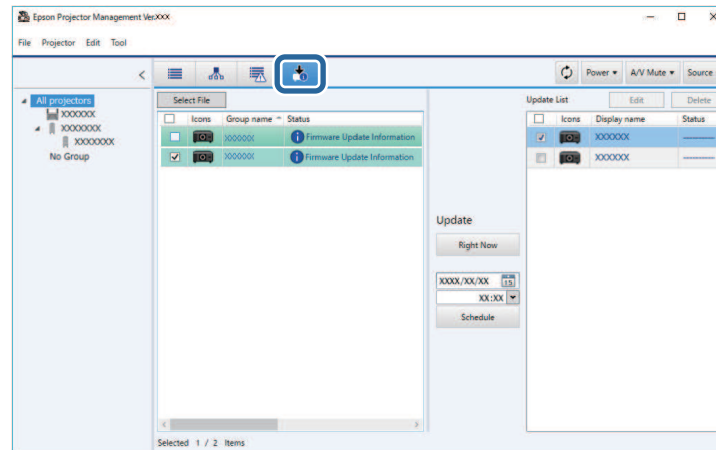 Epson Projector Management Ver.XXX
File Projector Edit Tool
Power A/V Mute Source
All projectors
XXXXXX
XXXXXXX
XXXXXXX
No Group
Select File
Icons Group name Status
XXXXXX Firmware Update Information
XXXXXX Firmware Update Information
Selected 1 / 2 Items
Update
Right Now
XXXX/XX/XX 15
XX:XX
Schedule
Update List Edit Delete
Icons Display name Status
XXXXXX
XXXXXX